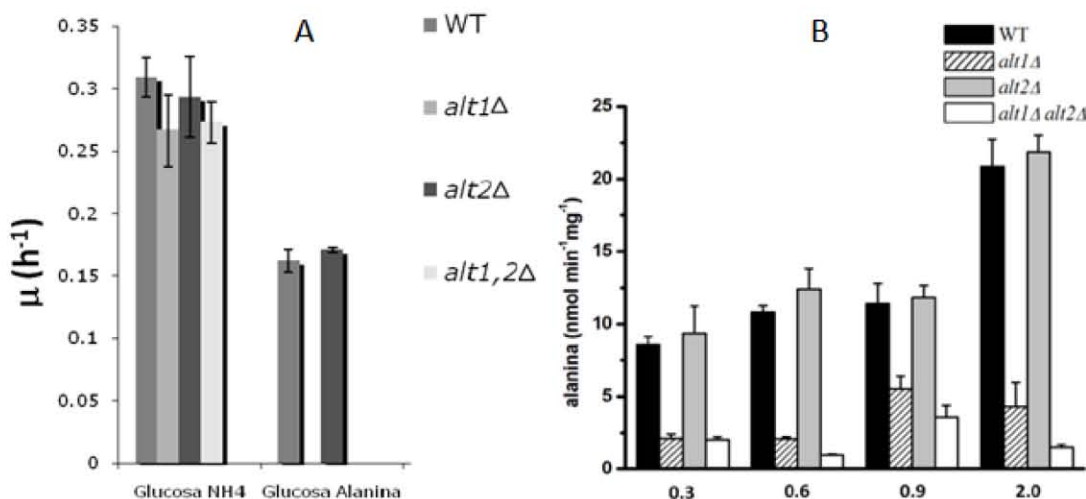 A
0.35
0.3
0.25
0.2
0.15
0.1
0.05
0
μ (h-1)
Glucosa NH4 Glucosa Alanina
WT
alt1Δ
alt2Δ
alt1,2Δ
B
WT
alt1Δ
alt2Δ
alt1Δ alt2Δ
25
20
15
10
5
0
alanina (nmol min-1mg-1)
0.3 0.6 0.9 2.0